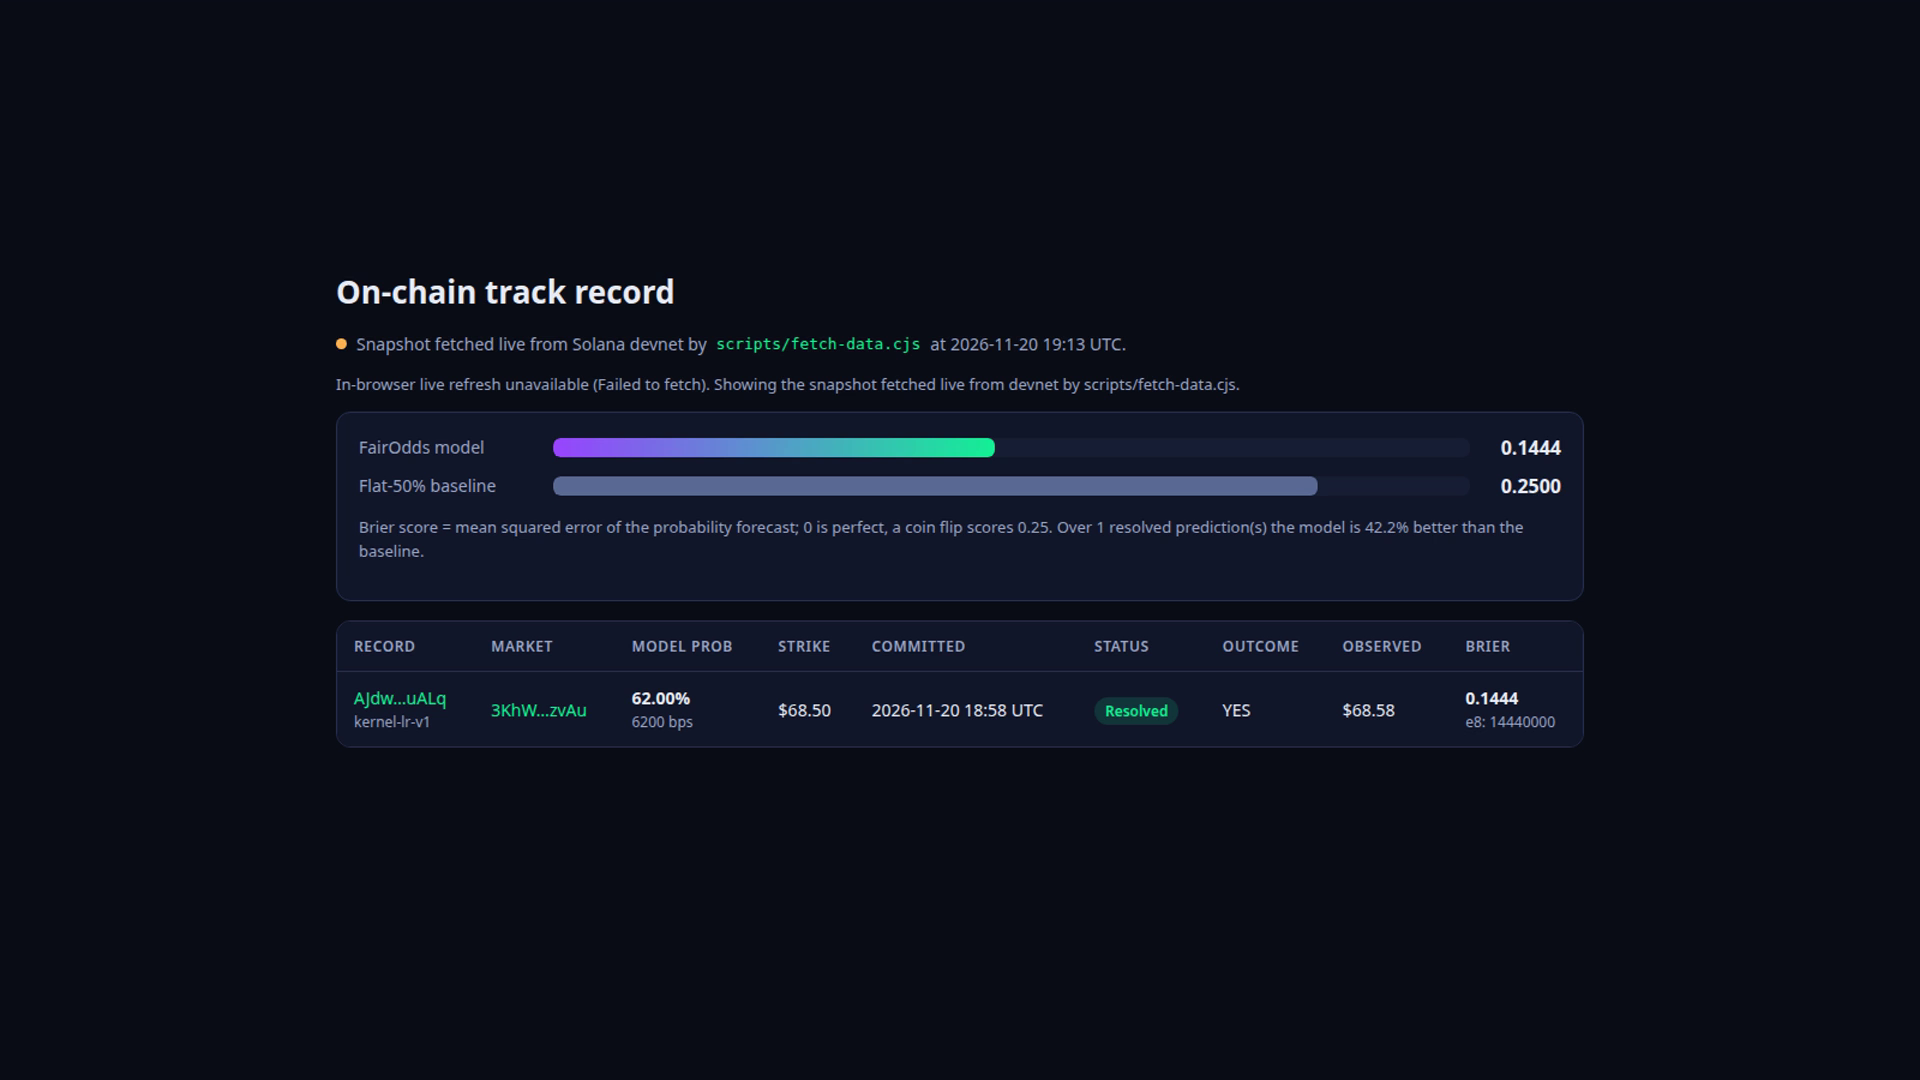 On-chain track record
Snapshot fetched live from Solana devnet by scripts/fetch-data.cjs at 2026-11-20 19:13 UTC.
In-browser live refresh unavailable (Failed to fetch). Showing the snapshot fetched live from devnet by scripts/fetch-data.cjs.
FairOdds model 0.1444
Flat-50% baseline 0.2500
Brier score = mean squared error of the probability forecast; 0 is perfect, a coin flip scores 0.25. Over 1 resolved prediction(s) the model is 42.2% better than the
baseline.
RECORD MARKET MODEL PROB STRIKE COMMITTED STATUS OUTCOME OBSERVED BRIER
AJdw...uALq 3KhW...zvAu 62.00% $68.50 2026-11-20 18:58 UTC Resolved YES $68.58 0.1444
kernel-lr-v1 6200 bps e8: 14440000